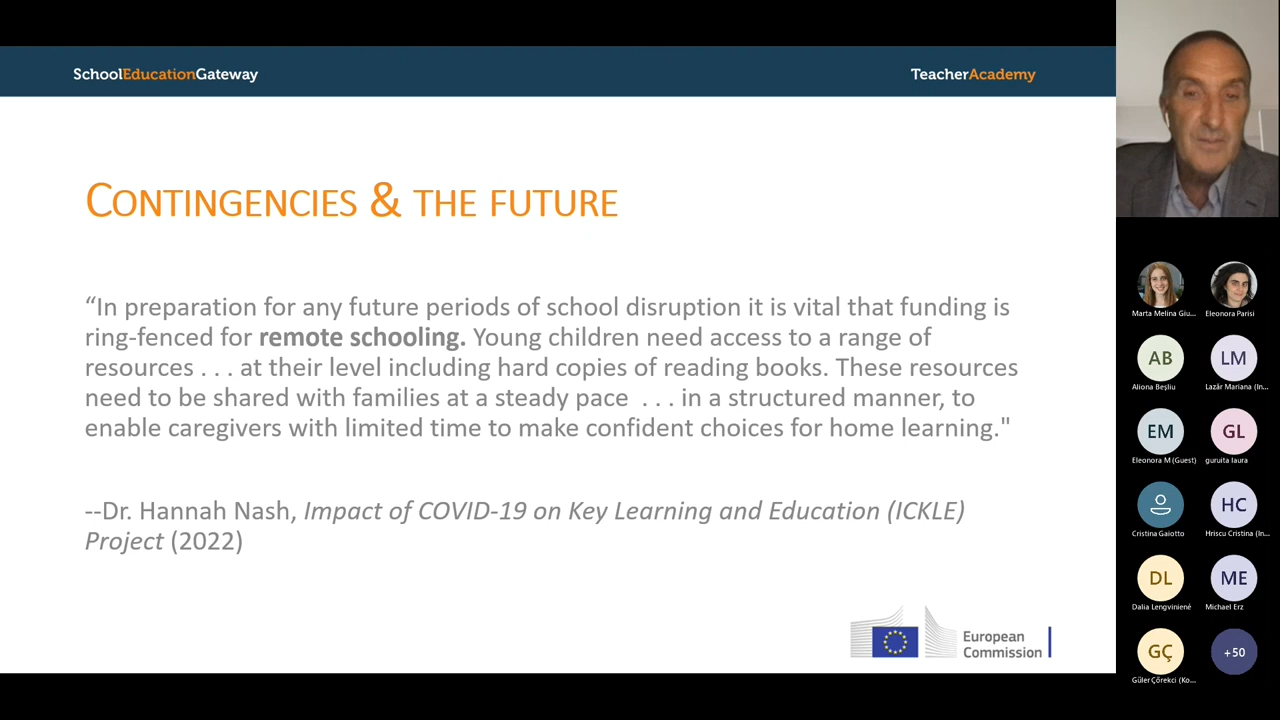 SchoolEducationGateway
TeacherAcademy
CONTINGENCIES & THE FUTURE
“In preparation for any future periods of school disruption it is vital that funding is
ring-fenced for remote schooling. Young children need access to a range of
resources . . . at their level including hard copies of reading books. These resources
need to be shared with families at a steady pace  . . . in a structured manner, to
enable caregivers with limited time to make confident choices for home learning."
--Dr. Hannah Nash, Impact of COVID-19 on Key Learning and Education (ICKLE)
Project (2022)
European
Commission
Marta Melina Giu...
Eleonora Parisi
AB
LM
Aliona Beşliu
Lazăr Mariana (In...
EM
GL
Eleonora M (Guest)
guruita laura
HC
Cristina Gaiotto
Hriscu Cristina (In...
DL
ME
Dalia Lengvinienė
Michael Erz
GÇ
+50
Güler Çőrekci (Ko...